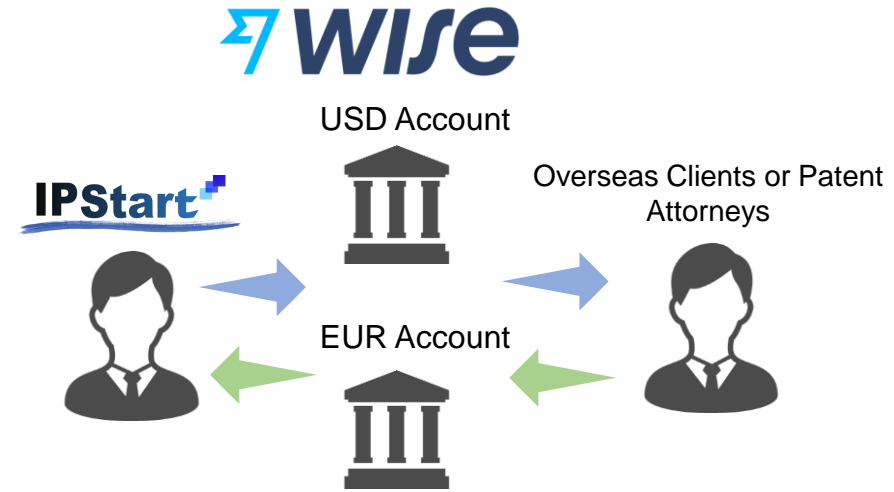 WISE
USD Account
IPStart
Overseas Clients or Patent
Attorneys
EUR Account